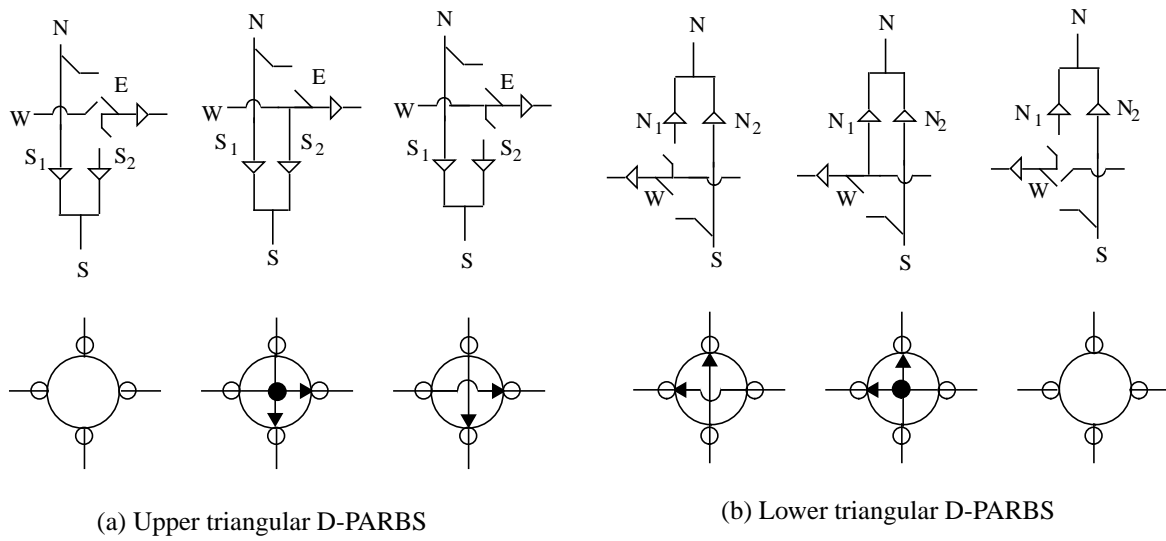 N
N
N
E
E
E
W
W
W
S₁
S₂
S₁
S₂
S₁
S₂
S
S
S
(a) Upper triangular D-PARBS
N
N
N
N₁
N₂
N₁
N₂
N₁
N₂
W
W
W
S
S
S
(b) Lower triangular D-PARBS